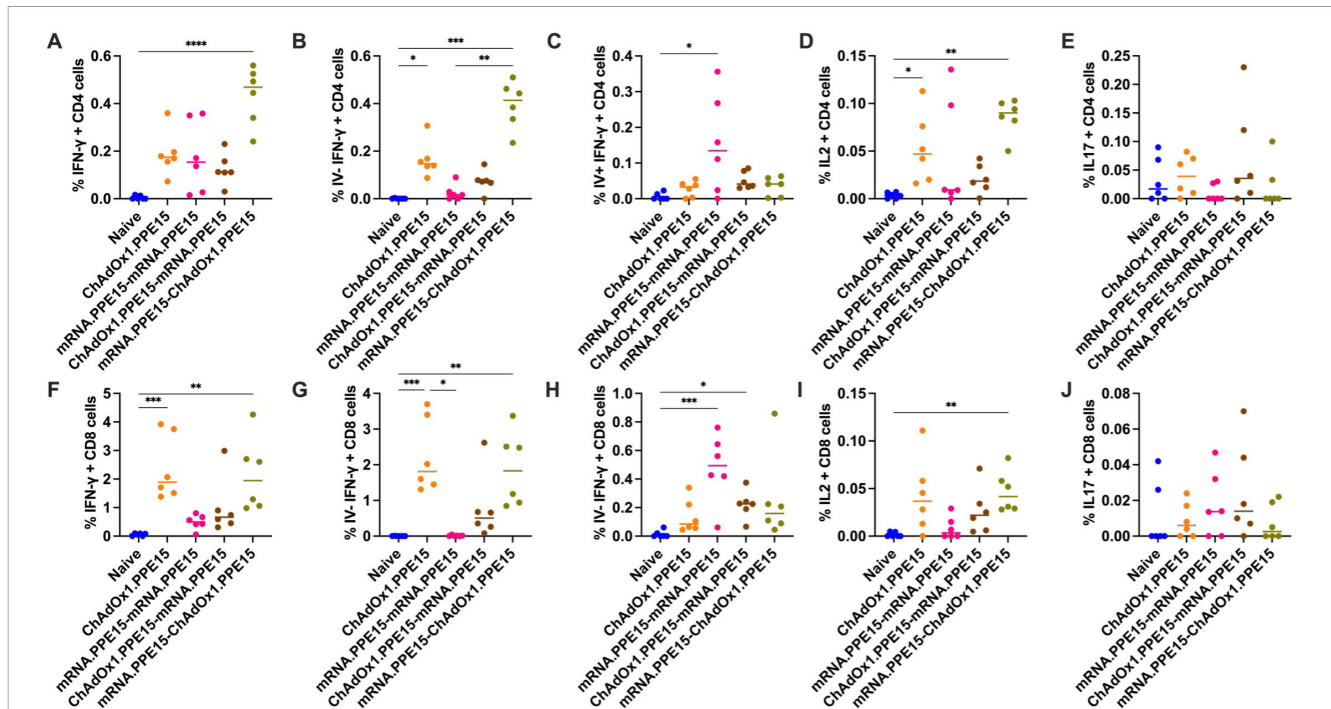 A
% IFN-γ + CD4 cells
0.6
0.4
0.2
0.0
****
Naïve
ChAdOx1.PPE15
mRNA.PPE15-mRNA.PPE15
ChAdOx1.PPE15-mRNA.PPE15
mRNA.PPE15-ChAdOx1.PPE15
B
% IV- IFN-γ + CD4 cells
0.6
0.4
0.2
0.0
***
*
**
Naïve
ChAdOx1.PPE15
mRNA.PPE15-mRNA.PPE15
ChAdOx1.PPE15-mRNA.PPE15
mRNA.PPE15-ChAdOx1.PPE15
C
% IV+ IFN-γ + CD4 cells
0.4
0.3
0.2
0.1
0.0
*
Naïve
ChAdOx1.PPE15
mRNA.PPE15-mRNA.PPE15
ChAdOx1.PPE15-mRNA.PPE15
mRNA.PPE15-ChAdOx1.PPE15
D
% IL2 + CD4 cells
0.15
0.10
0.05
0.00
**
*
Naïve
ChAdOx1.PPE15
mRNA.PPE15-mRNA.PPE15
ChAdOx1.PPE15-mRNA.PPE15
mRNA.PPE15-ChAdOx1.PPE15
E
% IL17 + CD4 cells
0.25
0.20
0.15
0.10
0.05
0.00
Naïve
ChAdOx1.PPE15
mRNA.PPE15-mRNA.PPE15
ChAdOx1.PPE15-mRNA.PPE15
mRNA.PPE15-ChAdOx1.PPE15
F
% IFN-γ + CD8 cells
5
4
3
2
1
0
**
***
Naïve
ChAdOx1.PPE15
mRNA.PPE15-mRNA.PPE15
ChAdOx1.PPE15-mRNA.PPE15
mRNA.PPE15-ChAdOx1.PPE15
G
% IV- IFN-γ + CD8 cells
4
3
2
1
0
**
***
*
Naïve
ChAdOx1.PPE15
mRNA.PPE15-mRNA.PPE15
ChAdOx1.PPE15-mRNA.PPE15
mRNA.PPE15-ChAdOx1.PPE15
H
% IV- IFN-γ + CD8 cells
1.0
0.8
0.6
0.4
0.2
0.0
*
***
Naïve
ChAdOx1.PPE15
mRNA.PPE15-mRNA.PPE15
ChAdOx1.PPE15-mRNA.PPE15
mRNA.PPE15-ChAdOx1.PPE15
I
% IL2 + CD8 cells
0.15
0.10
0.05
0.00
**
Naïve
ChAdOx1.PPE15
mRNA.PPE15-mRNA.PPE15
ChAdOx1.PPE15-mRNA.PPE15
mRNA.PPE15-ChAdOx1.PPE15
J
% IL17 + CD8 cells
0.08
0.06
0.04
0.02
0.00
Naïve
ChAdOx1.PPE15
mRNA.PPE15-mRNA.PPE15
ChAdOx1.PPE15-mRNA.PPE15
mRNA.PPE15-ChAdOx1.PPE15